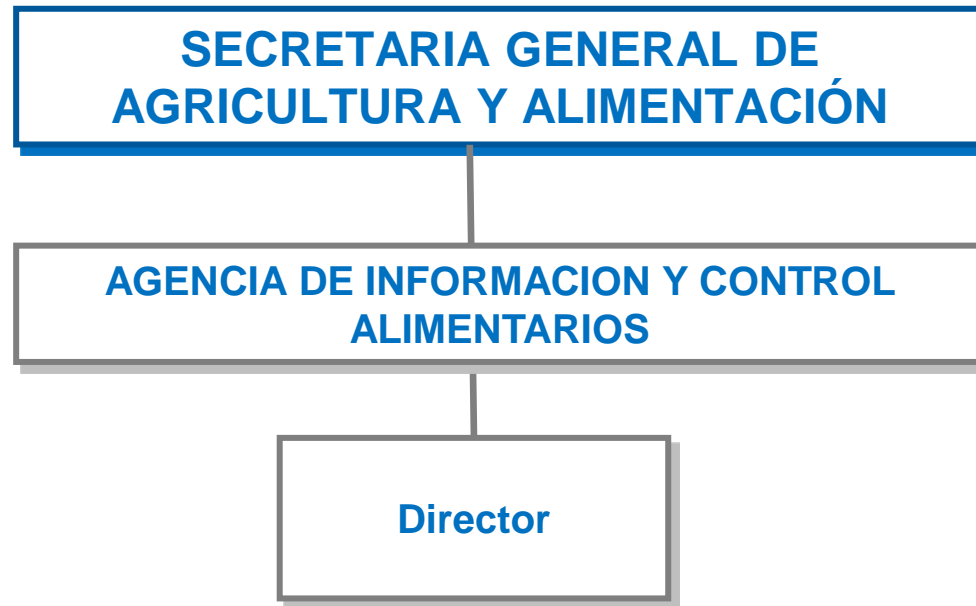 SECRETARIA GENERAL DE
AGRICULTURA Y ALIMENTACIÓN
AGENCIA DE INFORMACION Y CONTROL
ALIMENTARIOS
Director